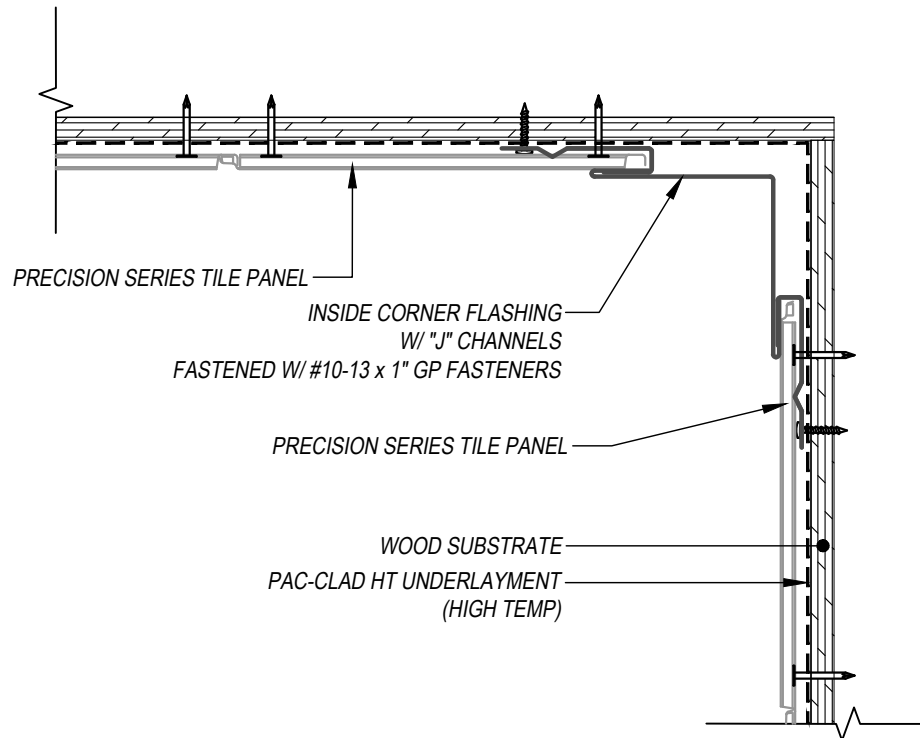 PRECISION SERIES TILE PANEL
INSIDE CORNER FLASHING
W/ "J" CHANNELS
FASTENED W/ #10-13 x 1" GP FASTENERS
PRECISION SERIES TILE PANEL
WOOD SUBSTRATE
PAC-CLAD HT UNDERLAYMENT
(HIGH TEMP)